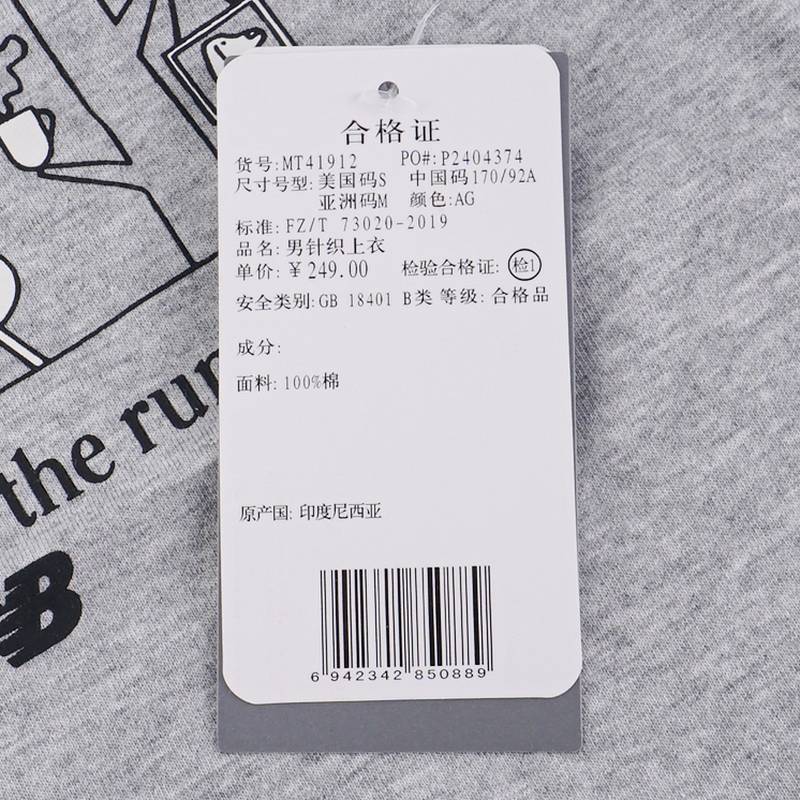 合格证
货号:MT41912 PO#:P2404374
尺寸号型:美国码S 中国码170/92A
亚洲码M 颜色:AG
标准:FZ/T 73020-2019
品名:男针织上衣
单价:¥249.00 检验合格证: 检1
安全类别:GB 18401 B类 等级:合格品
成分:
面料:100%棉
原产国:印度尼西亚
6 942342 850889
the run
NB